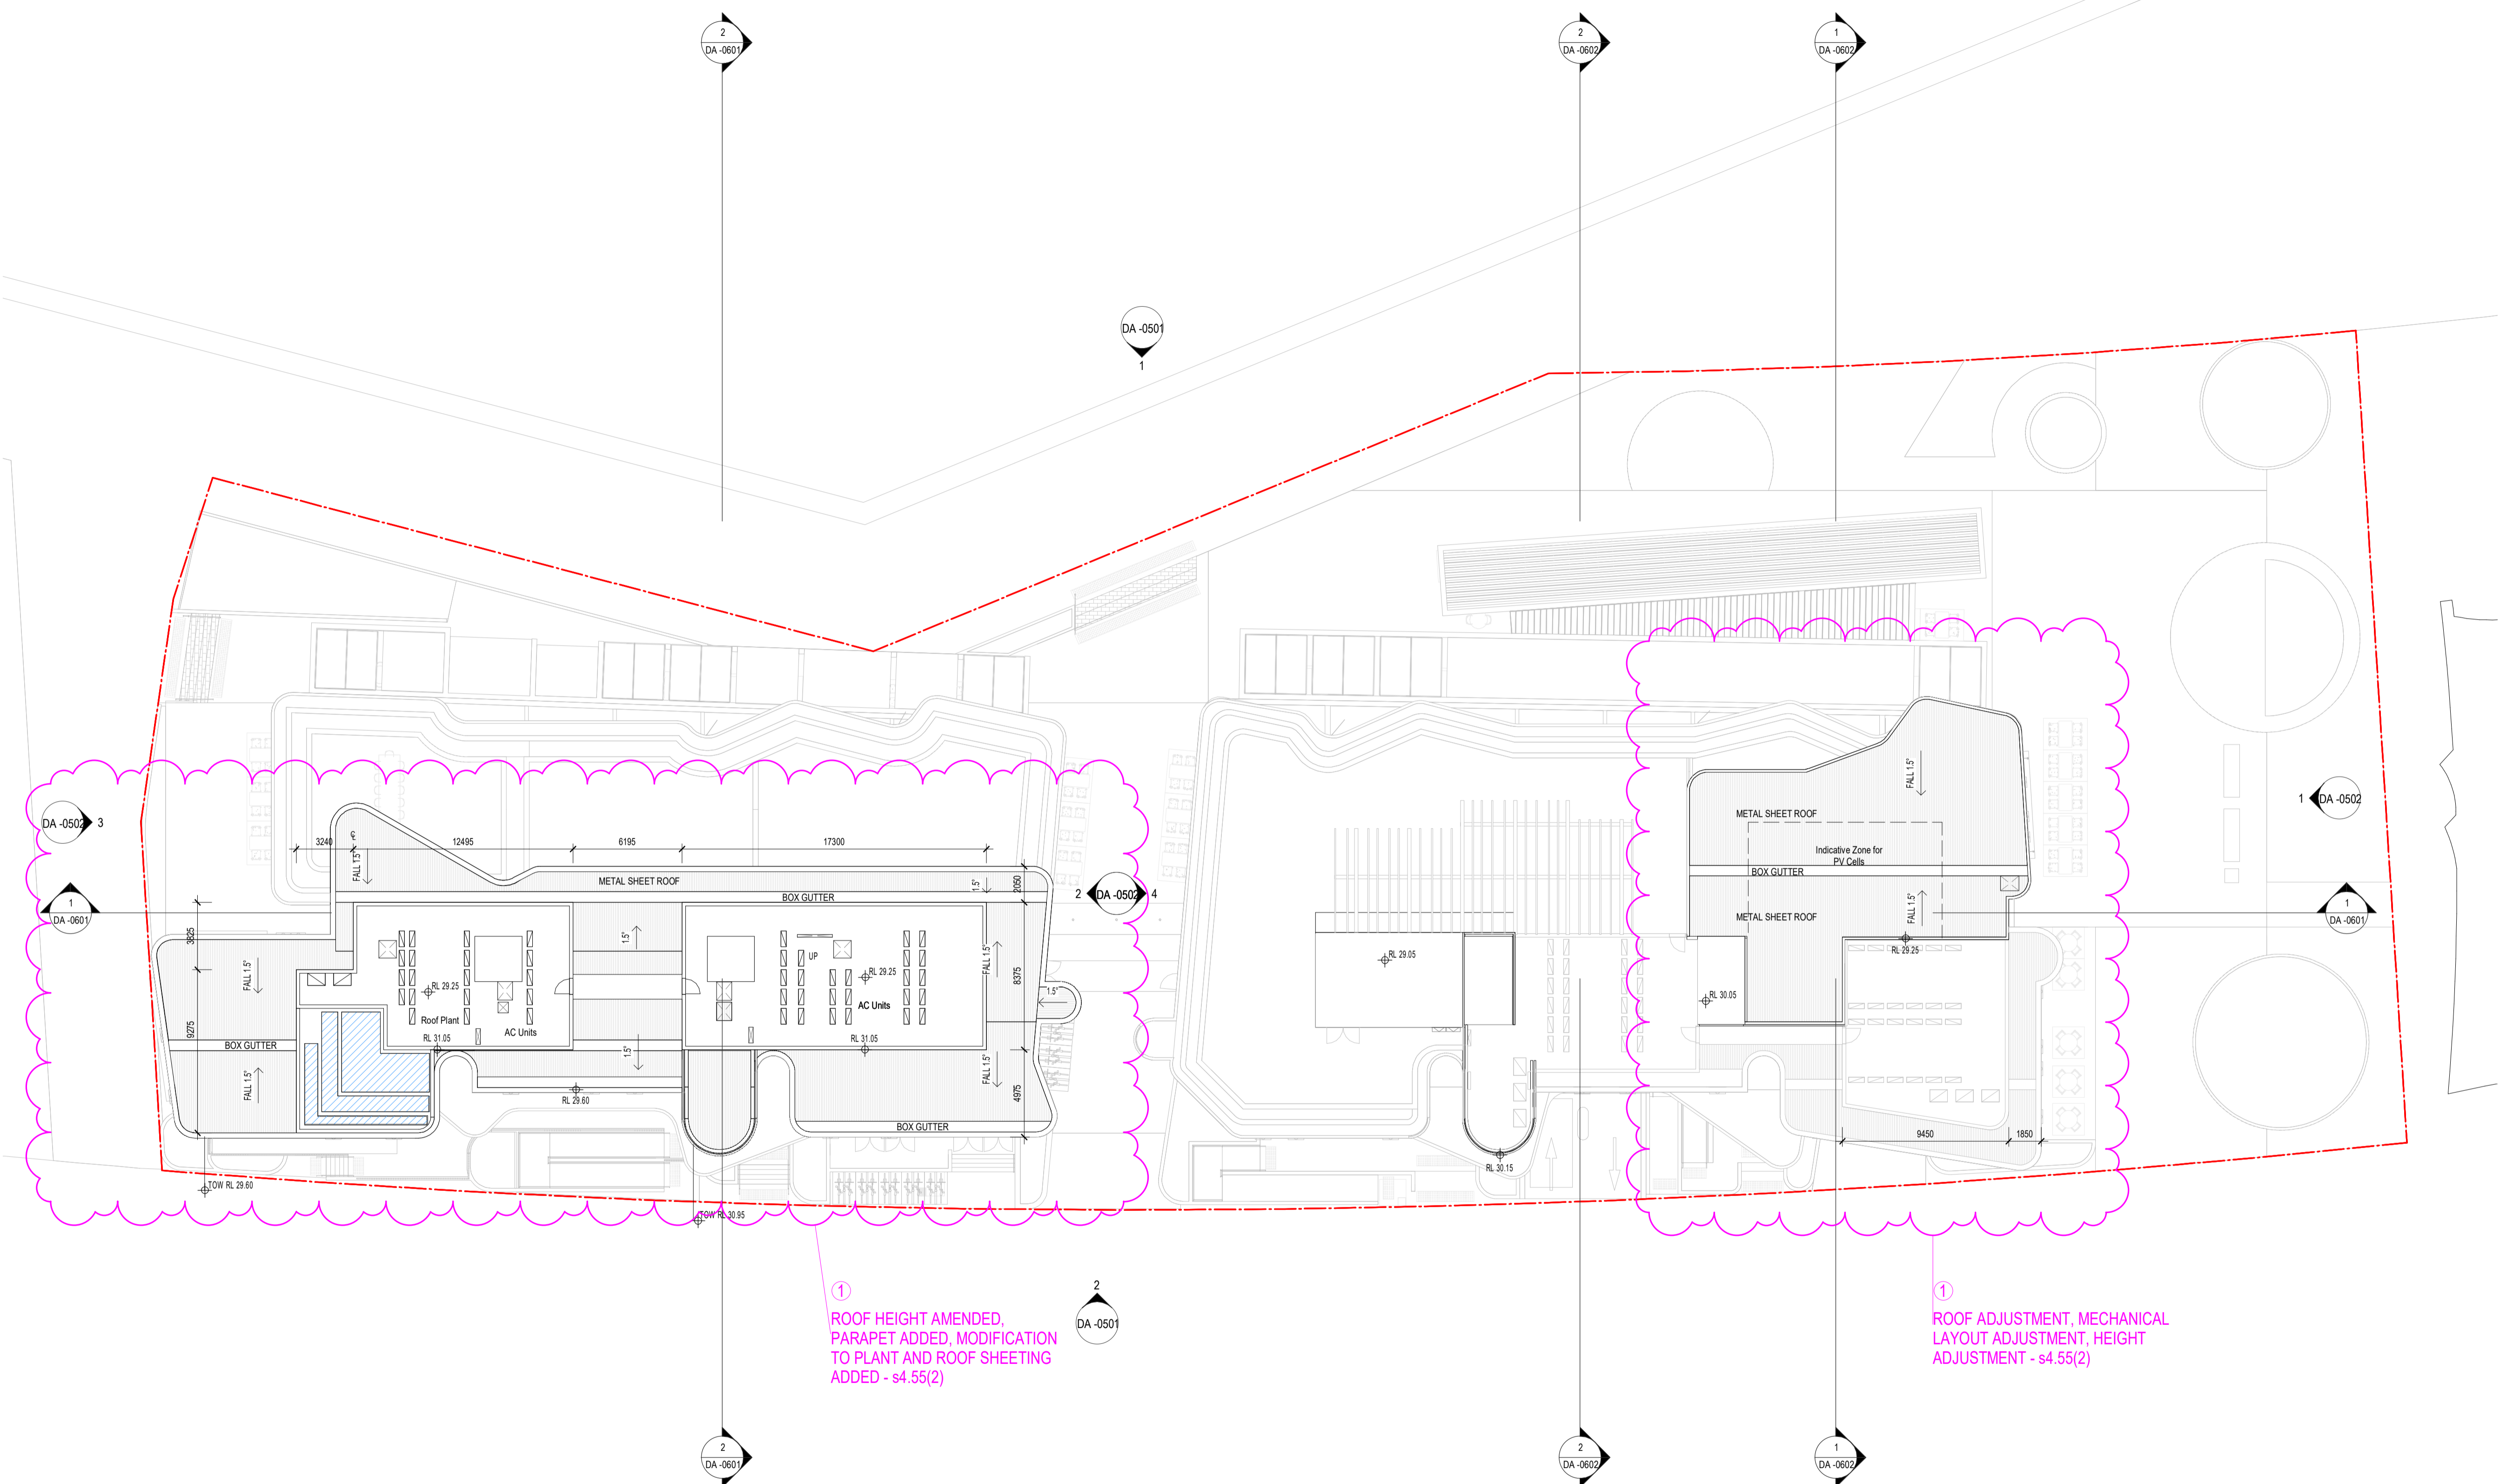 2
DA -0601
2
DA -0602
1
DA -0602
DA -0501
1
DA -0502
3
1
DA -0601
3240
12495
6195
17300
℄
FALL 1.5°
METAL SHEET ROOF
1.5°
2050
BOX GUTTER
2
DA -0502
4
3825
FALL 1.5°
1.5°
UP
RL 29.25
FALL 1.5°
8375
RL 29.25
AC Units
1.5°
Roof Plant
AC Units
9275
RL 31.05
RL 31.05
BOX GUTTER
1.5°
FALL 1.5°
FALL 1.5°
4975
RL 29.60
BOX GUTTER
TOW RL 29.60
TOW RL 30.95
RL 29.05
RL 30.15
FALL 1.5°
METAL SHEET ROOF
Indicative Zone for
PV Cells
BOX GUTTER
METAL SHEET ROOF
FALL 1.5°
RL 29.25
RL 30.05
9450
1850
1
DA -0502
1
DA -0601
1
ROOF HEIGHT AMENDED,
PARAPET ADDED, MODIFICATION
TO PLANT AND ROOF SHEETING
ADDED - s4.55(2)
2
DA -0501
1
ROOF ADJUSTMENT, MECHANICAL
LAYOUT ADJUSTMENT, HEIGHT
ADJUSTMENT - s4.55(2)
2
DA -0601
2
DA -0602
1
DA -0602